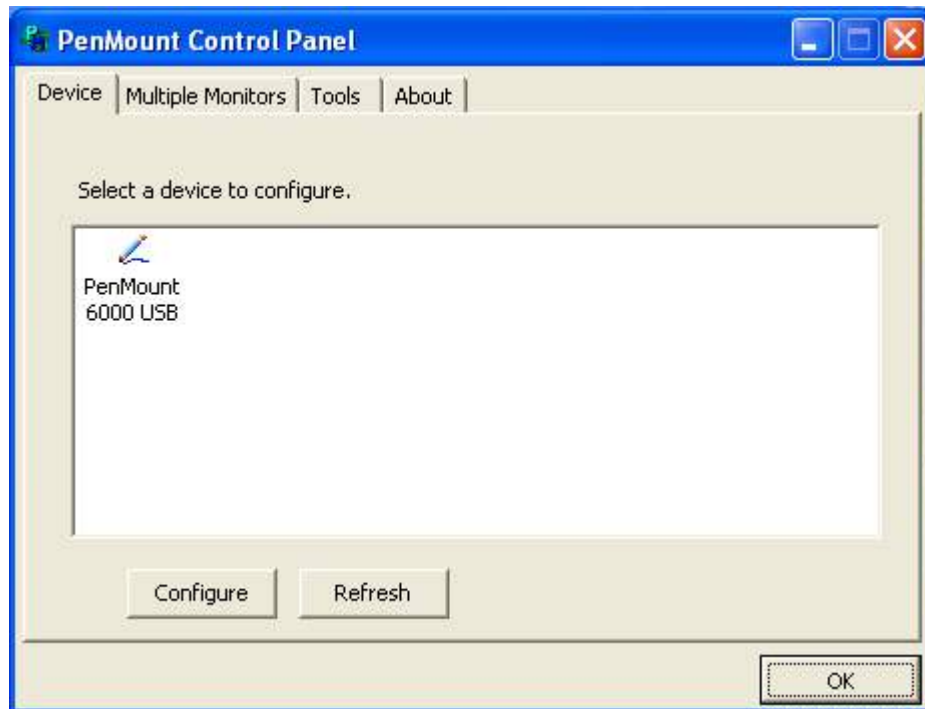 PenMount Control Panel
Device Multiple Monitors Tools About
Select a device to configure.
PenMount
6000 USB
Configure Refresh
OK